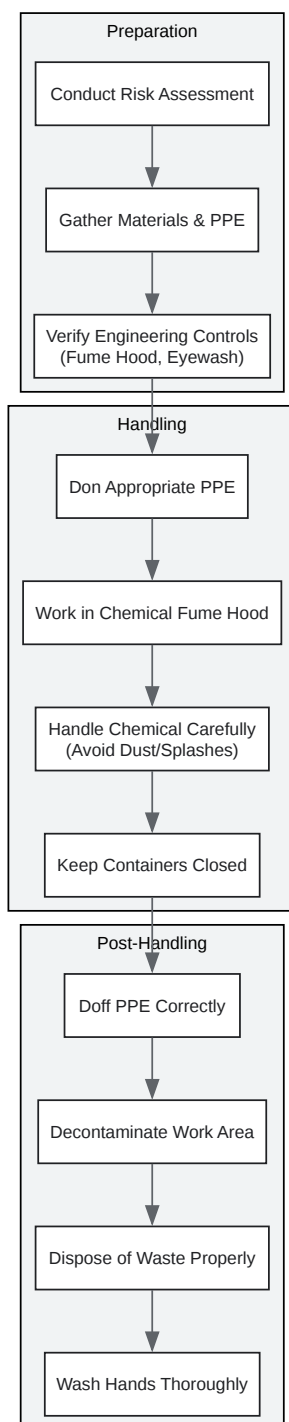 Preparation
Conduct Risk Assessment
Gather Materials & PPE
Verify Engineering Controls
(Fume Hood, Eyewash)
Handling
Don Appropriate PPE
Work in Chemical Fume Hood
Handle Chemical Carefully
(Avoid Dust/Splashes)
Keep Containers Closed
Post-Handling
Doff PPE Correctly
Decontaminate Work Area
Dispose of Waste Properly
Wash Hands Thoroughly